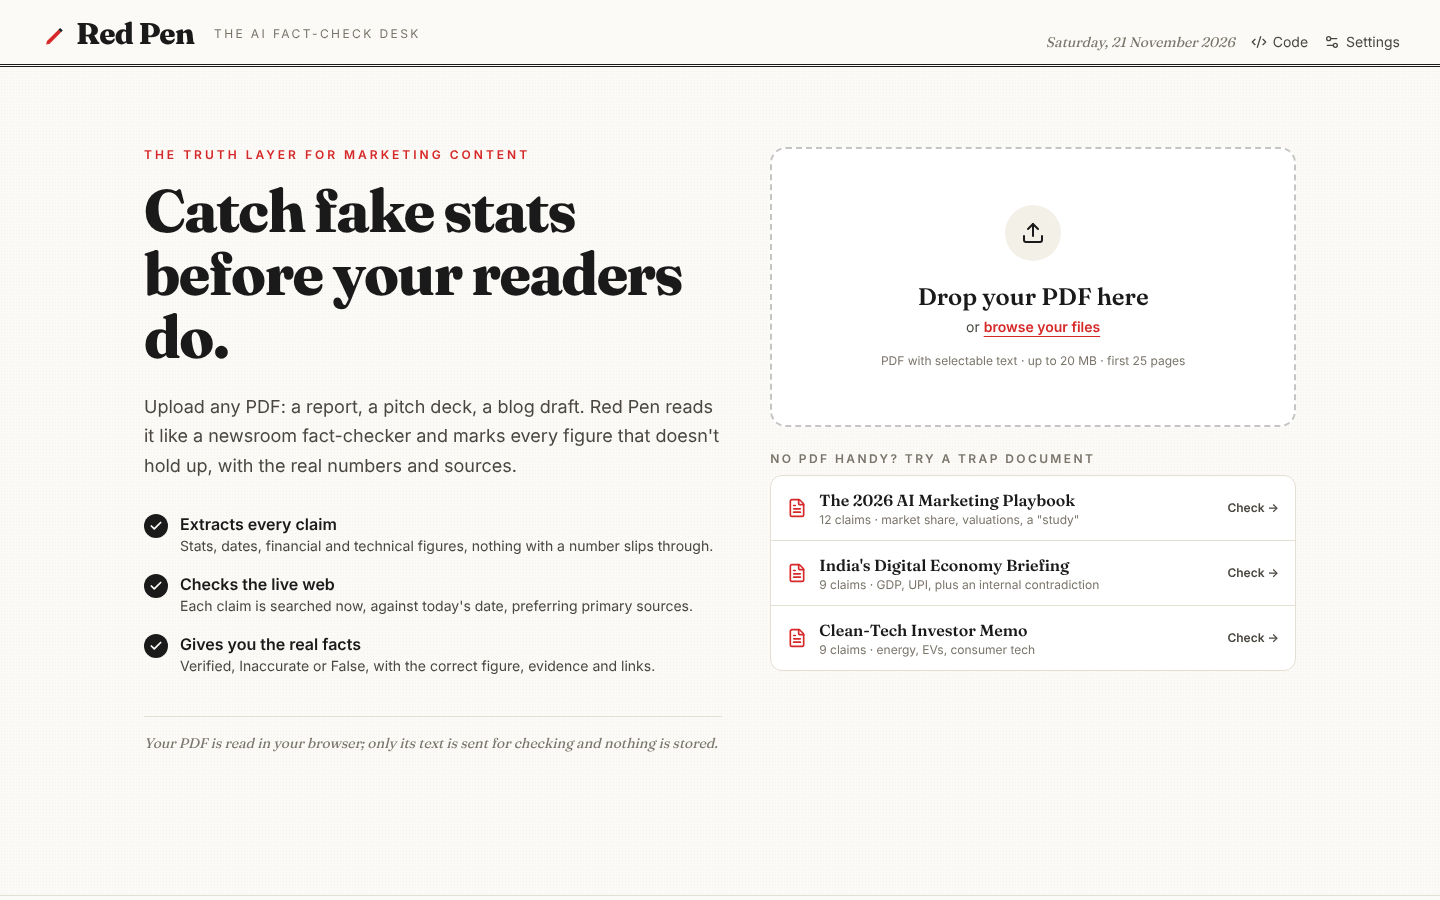 Red Pen
THE AI FACT-CHECK DESK
Saturday, 21 November 2026
Code
Settings
THE TRUTH LAYER FOR MARKETING CONTENT
Catch fake stats
before your readers
do.
Upload any PDF: a report, a pitch deck, a blog draft. Red Pen reads
it like a newsroom fact-checker and marks every figure that doesn't
hold up, with the real numbers and sources.
Extracts every claim
Stats, dates, financial and technical figures, nothing with a number slips through.
Checks the live web
Each claim is searched now, against today's date, preferring primary sources.
Gives you the real facts
Verified, Inaccurate or False, with the correct figure, evidence and links.
Your PDF is read in your browser; only its text is sent for checking and nothing is stored.
Drop your PDF here
or browse your files
PDF with selectable text · up to 20 MB · first 25 pages
NO PDF HANDY? TRY A TRAP DOCUMENT
The 2026 AI Marketing Playbook
12 claims · market share, valuations, a "study"
Check →
India's Digital Economy Briefing
9 claims · GDP, UPI, plus an internal contradiction
Check →
Clean-Tech Investor Memo
9 claims · energy, EVs, consumer tech
Check →